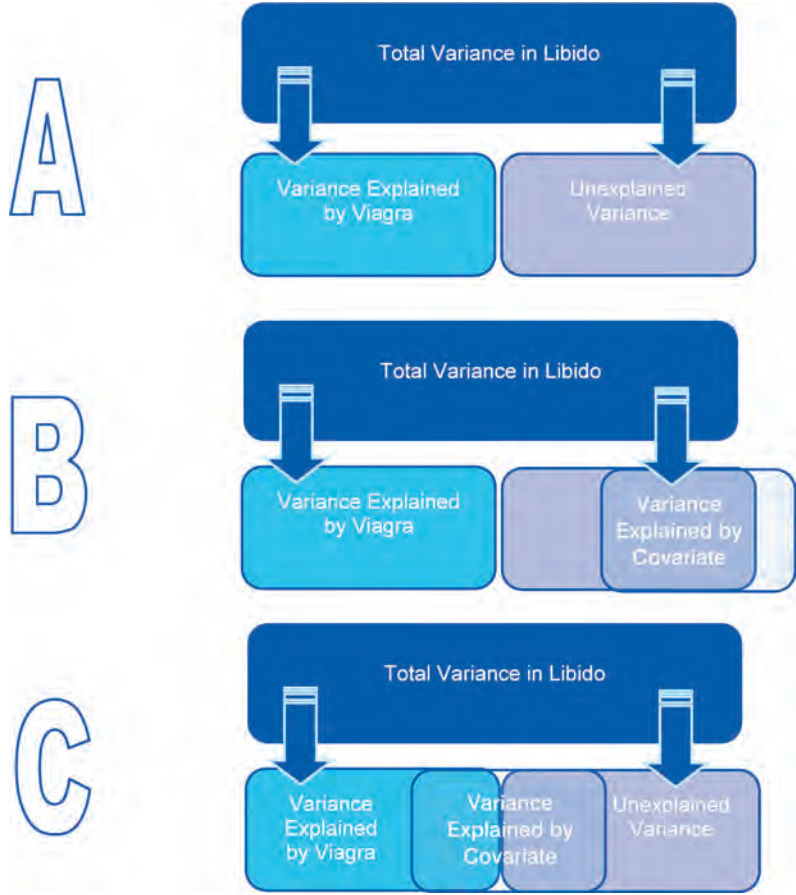 A
Total Variance in Libido
Variance Explained
by Viagra
Unexplained
Variance
B
Total Variance in Libido
Variance Explained
by Viagra
Variance
Explained by
Covariate
C
Total Variance in Libido
Variance
Explained
by Viagra
Variance
Explained by
Covariate
Unexplained
Variance